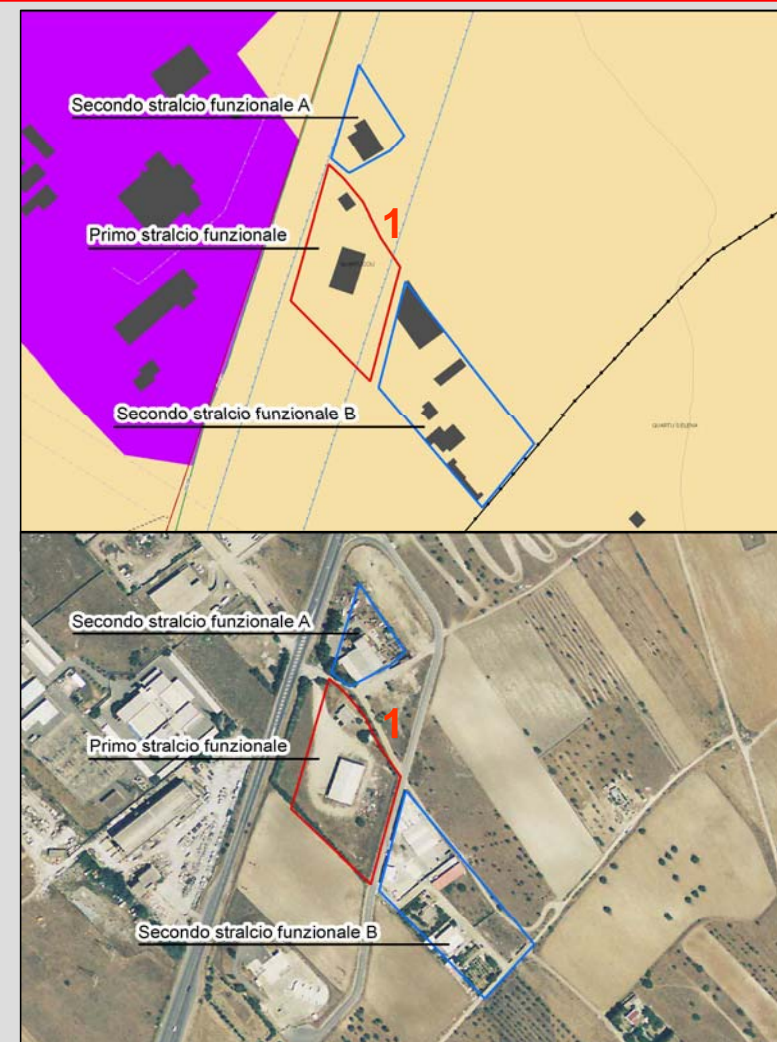 Secondo stralcio funzionale A
Primo stralcio funzionale
1
Secondo stralcio funzionale B
QUARTU S.ELENA
Secondo stralcio funzionale A
Primo stralcio funzionale
1
Secondo stralcio funzionale B